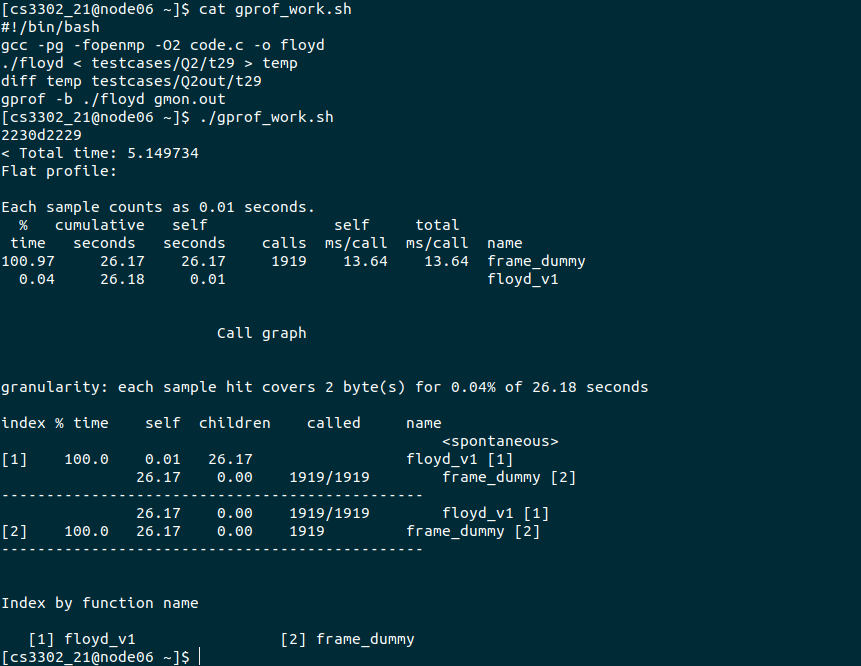 [cs3302_21@node06 ~]$ cat gprof_work.sh
#!/bin/bash
gcc -pg -fopenmp -O2 code.c -o floyd
./floyd < testcases/Q2/t29 > temp
diff temp testcases/Q2out/t29
gprof -b ./floyd gmon.out
[cs3302_21@node06 ~]$ ./gprof_work.sh
2230d2229
< Total time: 5.149734
Flat profile:

Each sample counts as 0.01 seconds.
  %   cumulative   self              self     total
 time   seconds   seconds    calls  ms/call  ms/call  name
100.97     26.17    26.17     1919    13.64    13.64  frame_dummy
  0.04     26.18     0.01                             floyd_v1

                        Call graph

granularity: each sample hit covers 2 byte(s) for 0.04% of 26.18 seconds

index % time    self  children    called     name
                                                 <spontaneous>
[1]    100.0    0.01   26.17                 floyd_v1 [1]
               26.17    0.00    1919/1919        frame_dummy [2]
-----------------------------------------------
               26.17    0.00    1919/1919        floyd_v1 [1]
[2]    100.0   26.17    0.00    1919         frame_dummy [2]
-----------------------------------------------

Index by function name

   [1] floyd_v1                [2] frame_dummy
[cs3302_21@node06 ~]$